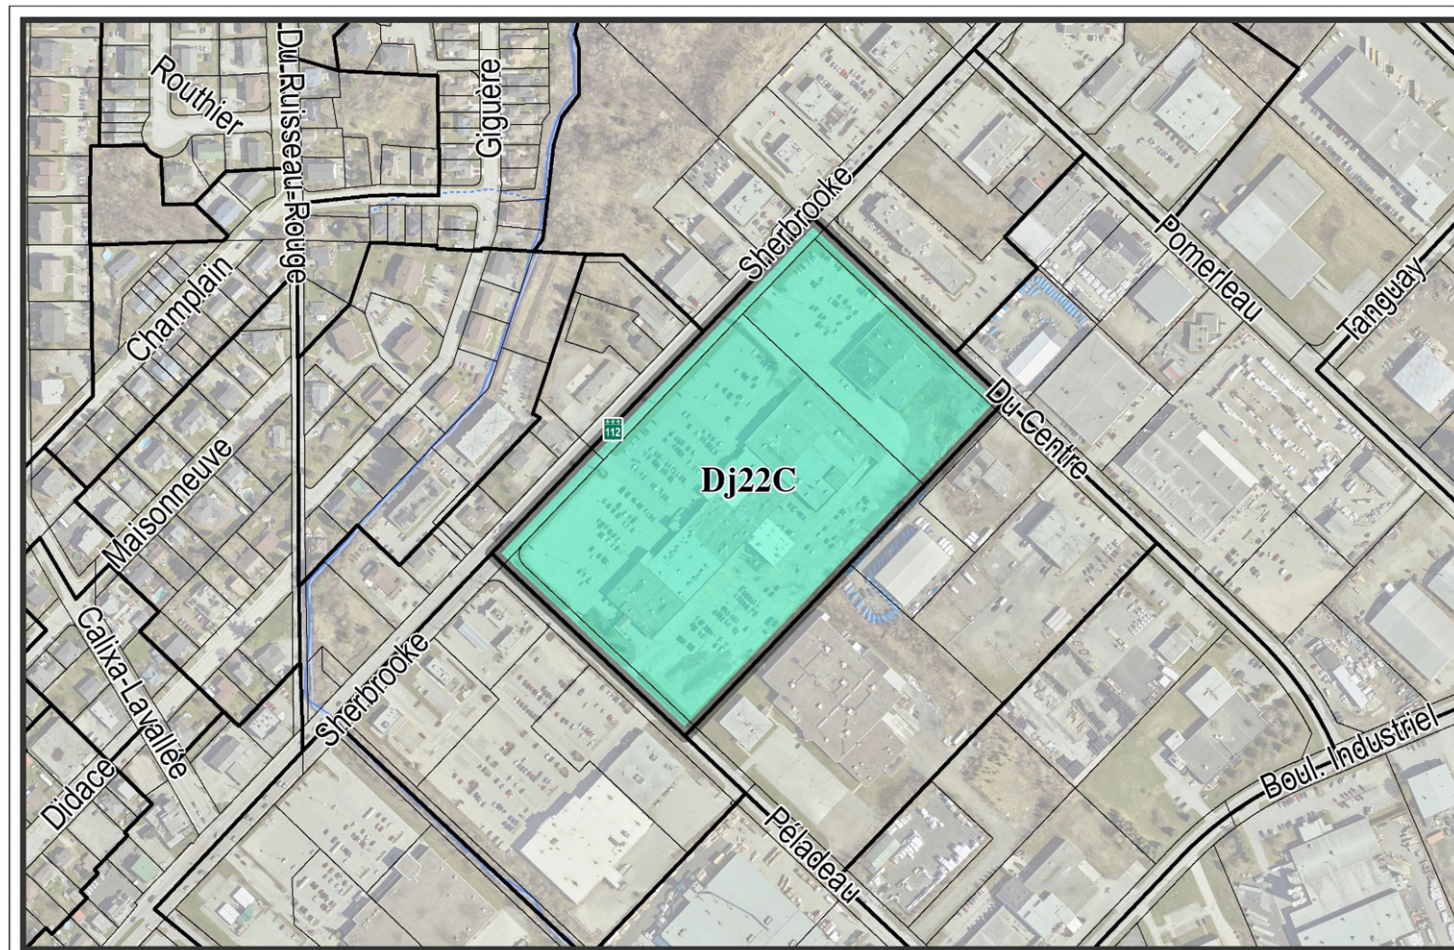 Routhier
Du-Ruisseau-Rouge
Giguère
Sherbrooke
Pomerleau
Tanguay
Champlain
Du-Centre
112
Dj22C
Maisonneuve
Calixa-Lavallée
Sherbrooke
Boul. Industriel
Didace
Péladeau